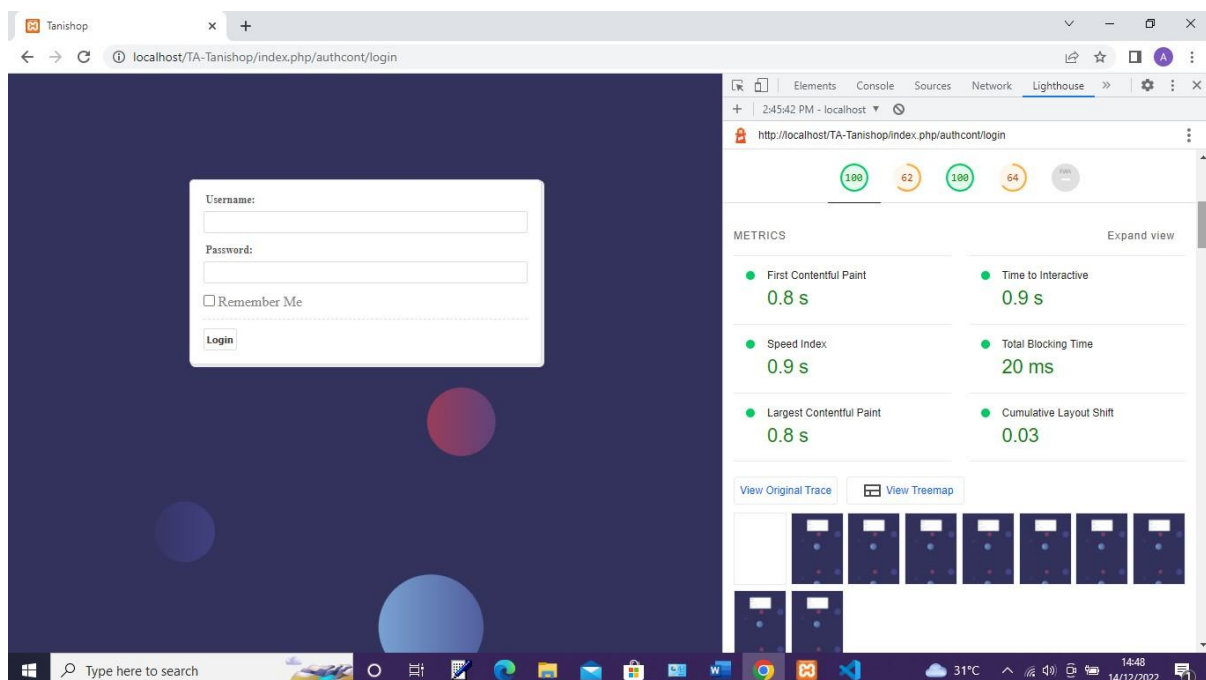 Tanishop
localhost/TA-Tanishop/index.php/authcont/login
A
Username:
Password:
Remember Me
Login
Elements Console Sources Network Lighthouse »
2:45:42 PM - localhost
http://localhost/TA-Tanishop/index.php/authcont/login
100 62 100 64
METRICS Expand view
First Contentful Paint
0.8 s
Time to Interactive
0.9 s
Speed Index
0.9 s
Total Blocking Time
20 ms
Largest Contentful Paint
0.8 s
Cumulative Layout Shift
0.03
View Original Trace View Treemap
Type here to search
31°C
14:48
14/12/2022